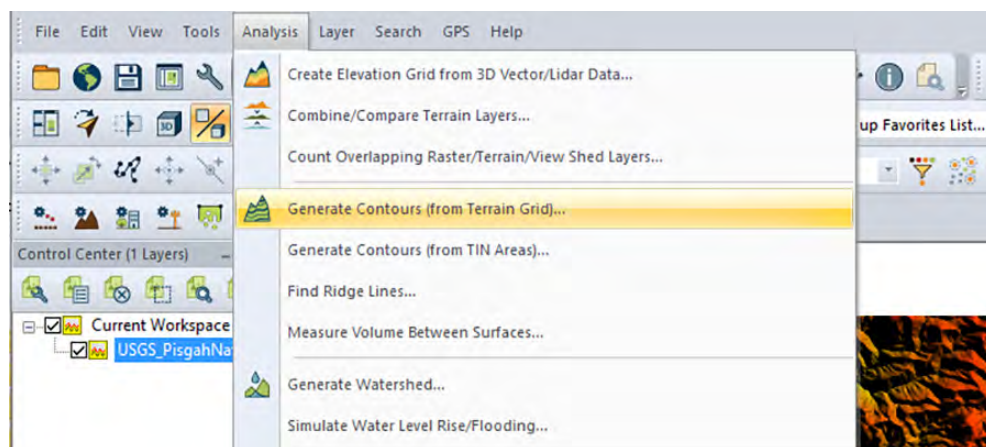 File Edit View Tools Analysis Layer Search GPS Help
Create Elevation Grid from 3D Vector/Lidar Data...
Combine/Compare Terrain Layers...
up Favorites List...
Count Overlapping Raster/Terrain/View Shed Layers...
Generate Contours (from Terrain Grid)...
Control Center (1 Layers)
Generate Contours (from TIN Areas)...
Find Ridge Lines...
Current Workspace
Measure Volume Between Surfaces...
USGS_PisgahNa
Generate Watershed...
Simulate Water Level Rise/Flooding...